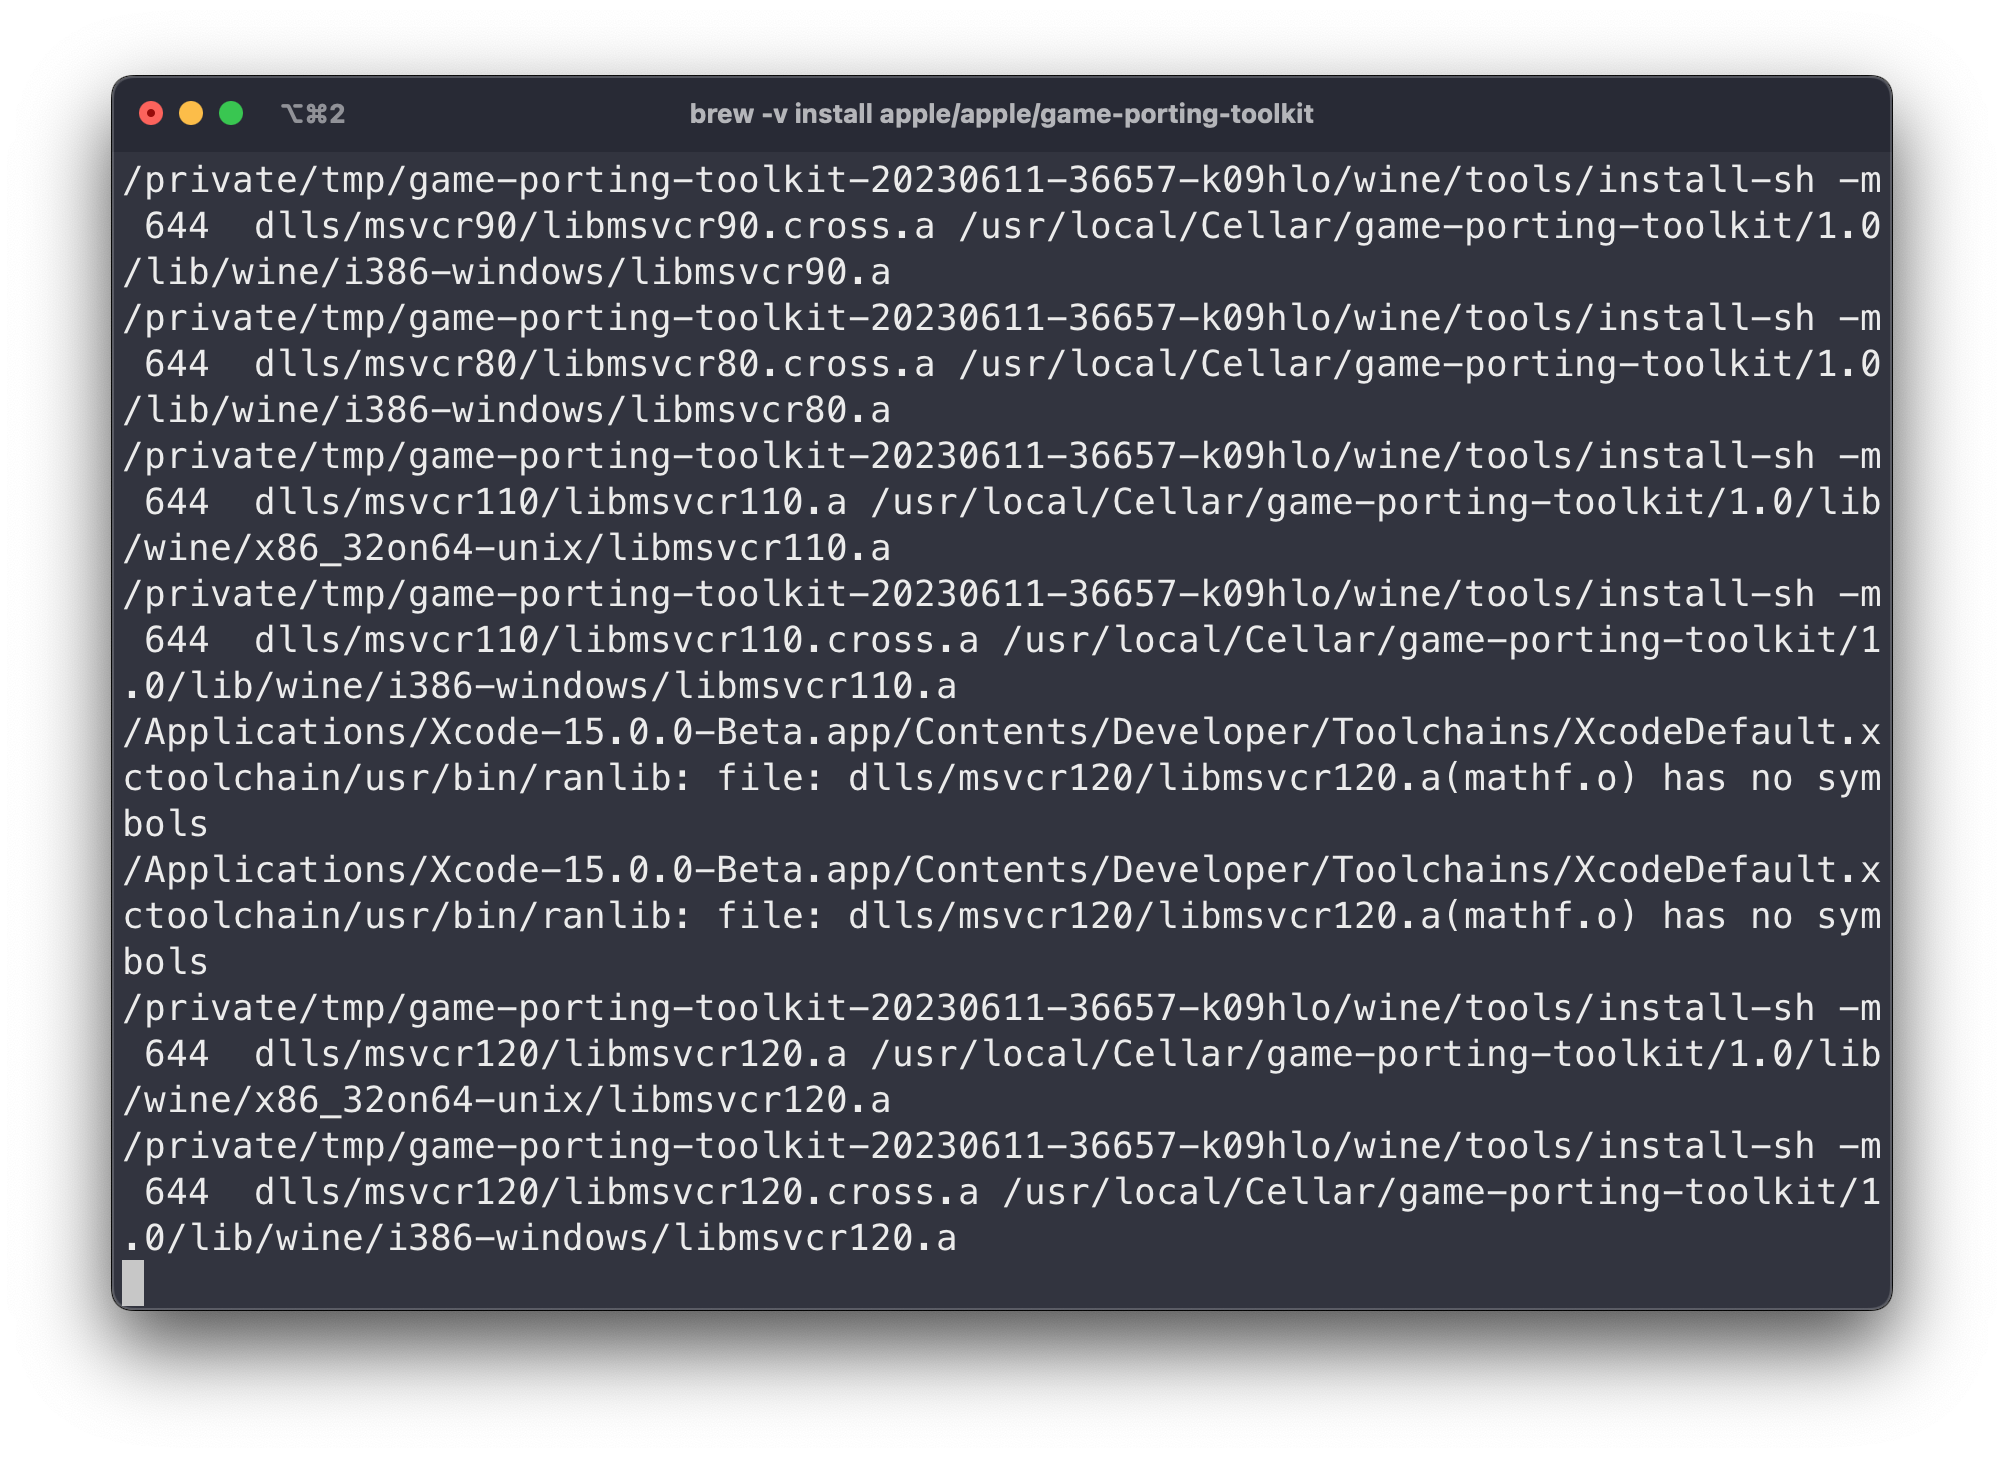 ⌥⌘2
brew -v install apple/apple/game-porting-toolkit
/private/tmp/game-porting-toolkit-20230611-36657-k09hlo/wine/tools/install-sh -m
 644  dlls/msvcr90/libmsvcr90.cross.a /usr/local/Cellar/game-porting-toolkit/1.0
/lib/wine/i386-windows/libmsvcr90.a
/private/tmp/game-porting-toolkit-20230611-36657-k09hlo/wine/tools/install-sh -m
 644  dlls/msvcr80/libmsvcr80.cross.a /usr/local/Cellar/game-porting-toolkit/1.0
/lib/wine/i386-windows/libmsvcr80.a
/private/tmp/game-porting-toolkit-20230611-36657-k09hlo/wine/tools/install-sh -m
 644  dlls/msvcr110/libmsvcr110.a /usr/local/Cellar/game-porting-toolkit/1.0/lib
/wine/x86_32on64-unix/libmsvcr110.a
/private/tmp/game-porting-toolkit-20230611-36657-k09hlo/wine/tools/install-sh -m
 644  dlls/msvcr110/libmsvcr110.cross.a /usr/local/Cellar/game-porting-toolkit/1
.0/lib/wine/i386-windows/libmsvcr110.a
/Applications/Xcode-15.0.0-Beta.app/Contents/Developer/Toolchains/XcodeDefault.x
ctoolchain/usr/bin/ranlib: file: dlls/msvcr120/libmsvcr120.a(mathf.o) has no sym
bols
/Applications/Xcode-15.0.0-Beta.app/Contents/Developer/Toolchains/XcodeDefault.x
ctoolchain/usr/bin/ranlib: file: dlls/msvcr120/libmsvcr120.a(mathf.o) has no sym
bols
/private/tmp/game-porting-toolkit-20230611-36657-k09hlo/wine/tools/install-sh -m
 644  dlls/msvcr120/libmsvcr120.a /usr/local/Cellar/game-porting-toolkit/1.0/lib
/wine/x86_32on64-unix/libmsvcr120.a
/private/tmp/game-porting-toolkit-20230611-36657-k09hlo/wine/tools/install-sh -m
 644  dlls/msvcr120/libmsvcr120.cross.a /usr/local/Cellar/game-porting-toolkit/1
.0/lib/wine/i386-windows/libmsvcr120.a